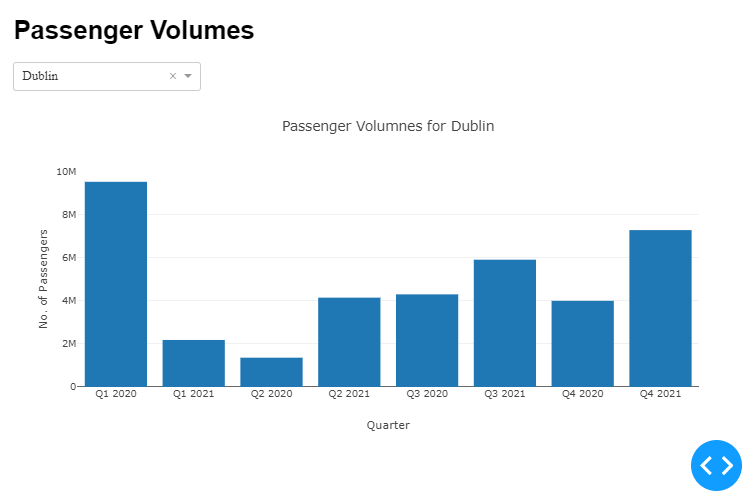 Passenger Volumes
Dublin ×
Passenger Volumnes for Dublin
10M
8M
6M
4M
2M
0
No. of Passengers
Q1 2020 Q1 2021 Q2 2020 Q2 2021 Q3 2020 Q3 2021 Q4 2020 Q4 2021
Quarter